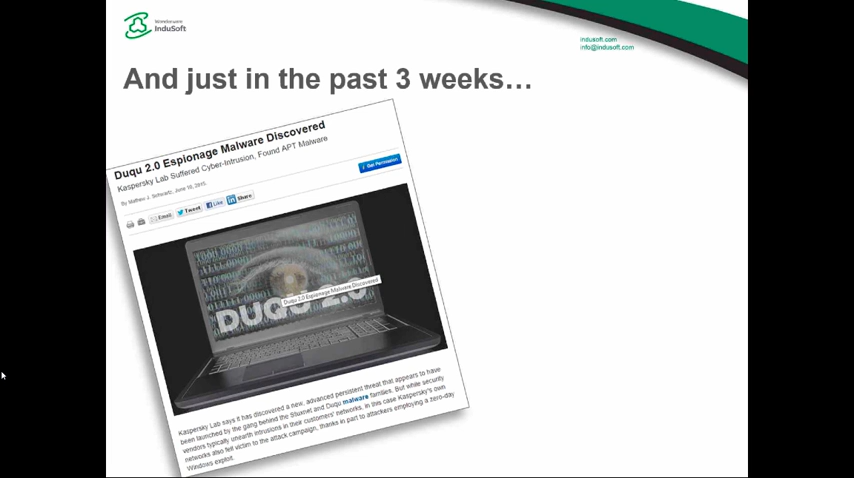 Wonderware
InduSoft
indusoft.com
info@indusoft.com
And just in the past 3 weeks…
Duqu 2.0 Espionage Malware Discovered
Kaspersky Lab Suffered Cyber-Intrusion, Found APT Malware
By Mathew J. Schwartz, June 10, 2015.
Get Permission
Email Tweet Like Share
DUQU 2.0
Duqu 2.0 Espionage Malware Discovered
Kaspersky Lab says it has discovered a new, advanced persistent threat that appears to have
been launched by the gang behind the Stuxnet and Duqu malware families. But while security
vendors typically unearth intrusions in their customers' networks, in this case Kaspersky's own
networks also fell victim to the attack campaign, thanks in part to attackers employing a zero-day
Windows exploit.